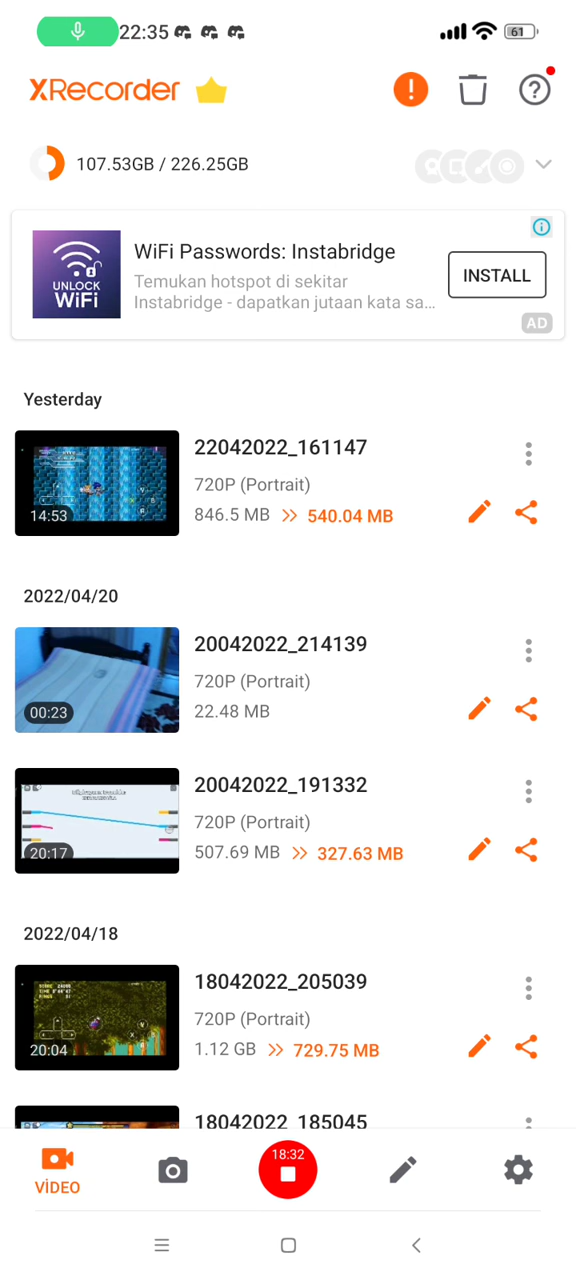 22:35
61
XRecorder
107.53GB / 226.25GB
WiFi Passwords: Instabridge
Temukan hotspot di sekitar
Instabridge - dapatkan jutaan kata sa...
INSTALL
AD
UNLOCK
WiFi
Yesterday
22042022_161147
720P (Portrait)
846.5 MB >> 540.04 MB
14:53
2022/04/20
20042022_214139
720P (Portrait)
22.48 MB
00:23
20042022_191332
720P (Portrait)
507.69 MB >> 327.63 MB
20:17
2022/04/18
18042022_205039
720P (Portrait)
1.12 GB >> 729.75 MB
20:04
18042022_185045
VİDEO
18:32